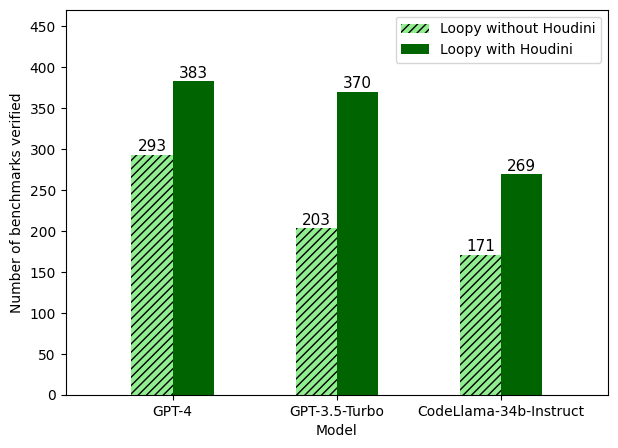 Loopy without Houdini
Loopy with Houdini
Number of benchmarks verified
450
400
350
300
250
200
150
100
50
0
293
383
203
370
171
269
GPT-4
GPT-3.5-Turbo
CodeLlama-34b-Instruct
Model